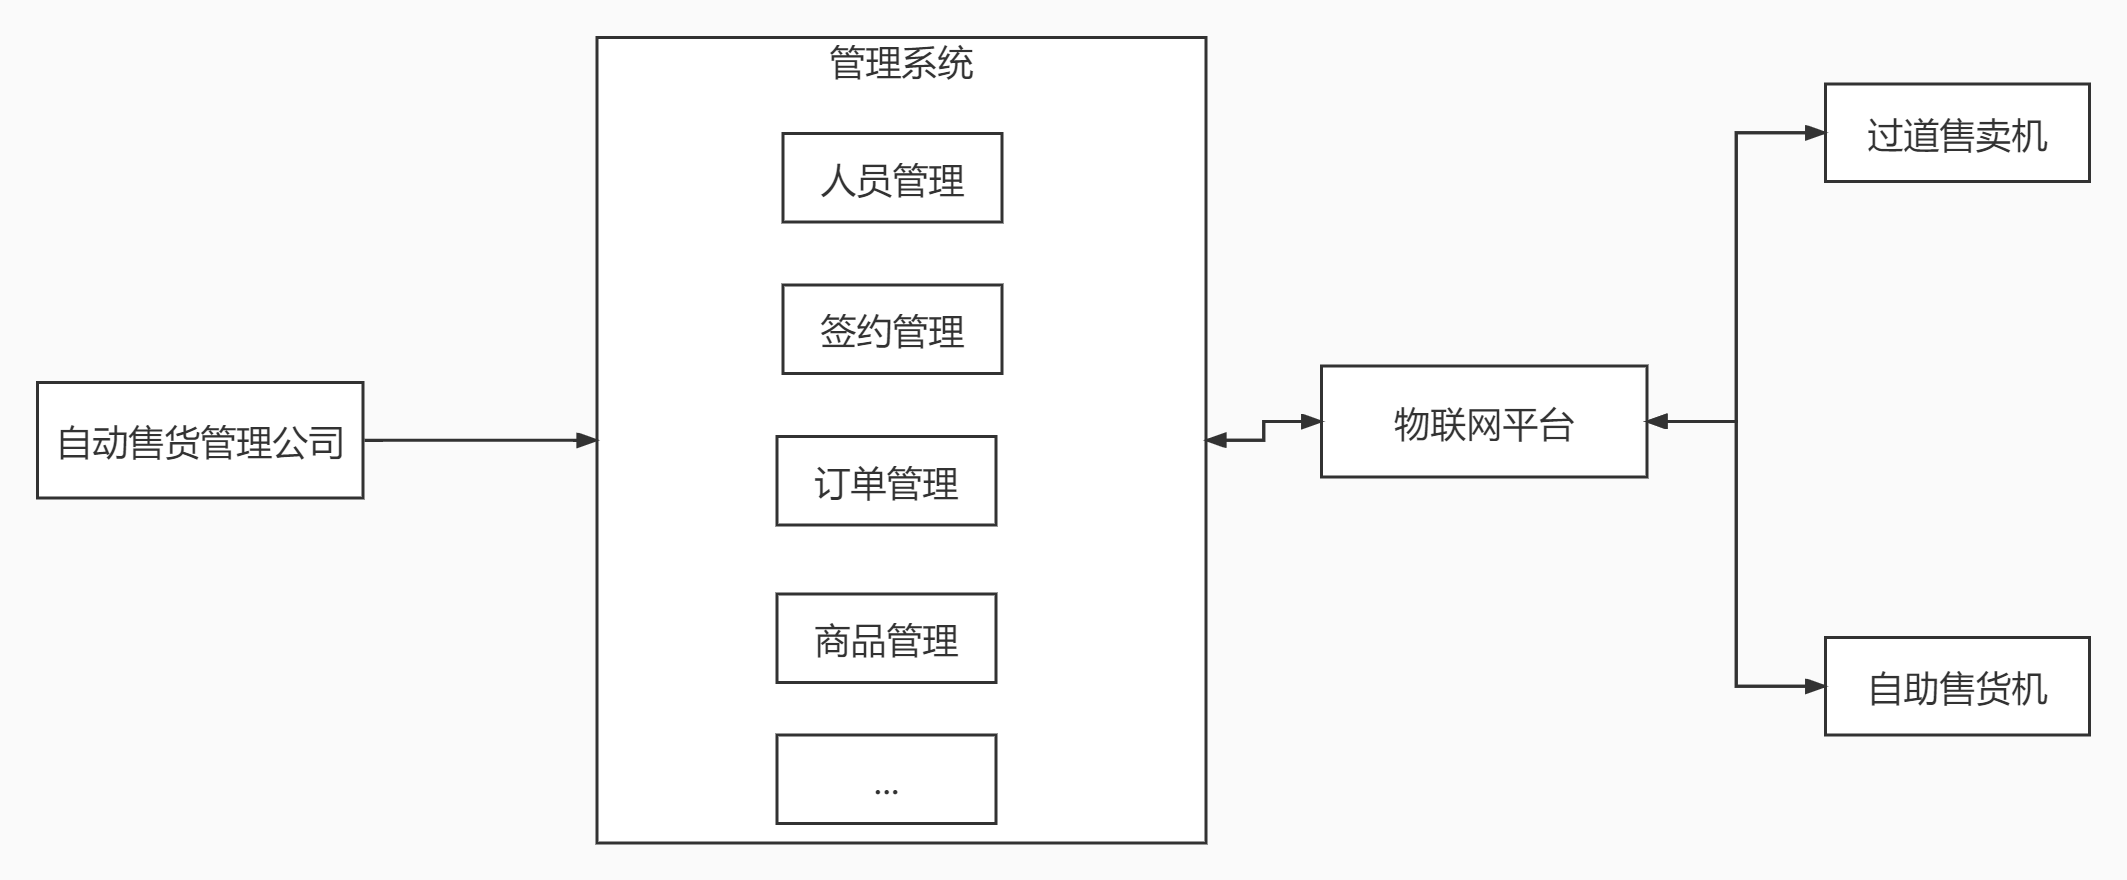 管理系统
人员管理
签约管理
订单管理
商品管理
...
自动售货管理公司
物联网平台
过道售卖机
自助售货机